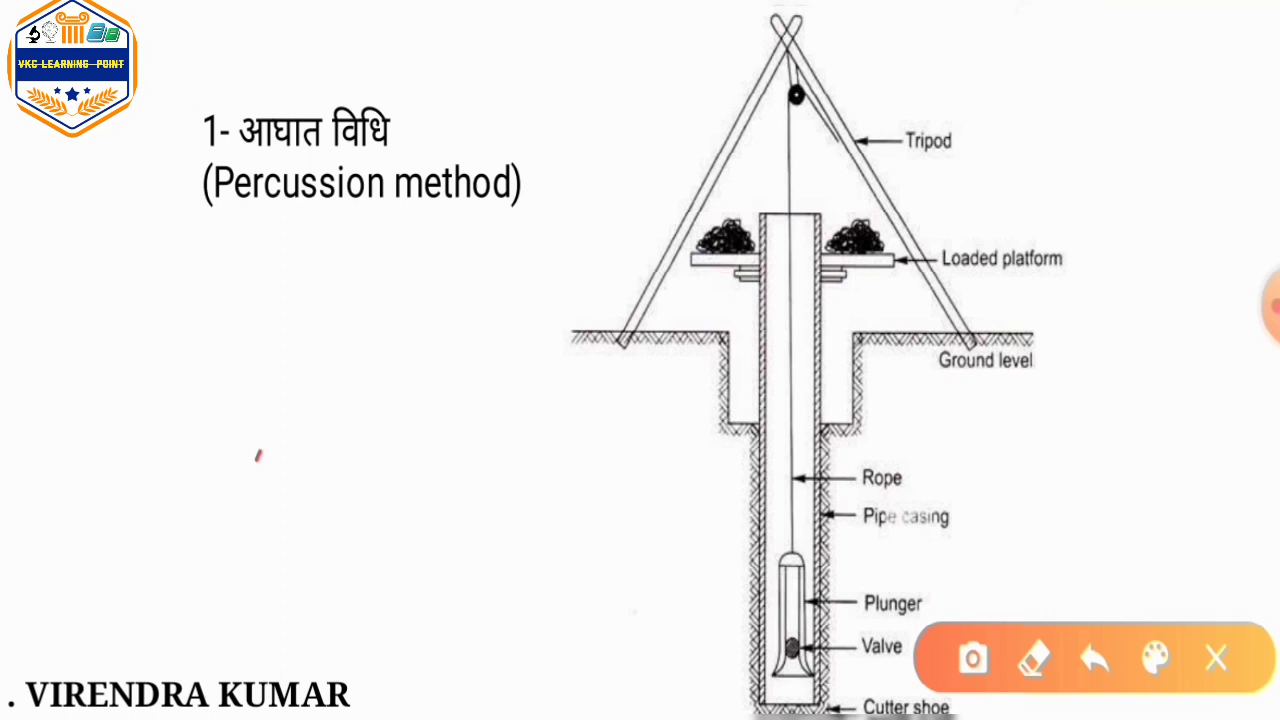 VKG LEARNING POINT
1- आघात विधि
(Percussion method)
Tripod
Loaded platform
Ground level
Rope
Pipe casing
Plunger
Valve
Cutter shoe
. VIRENDRA KUMAR